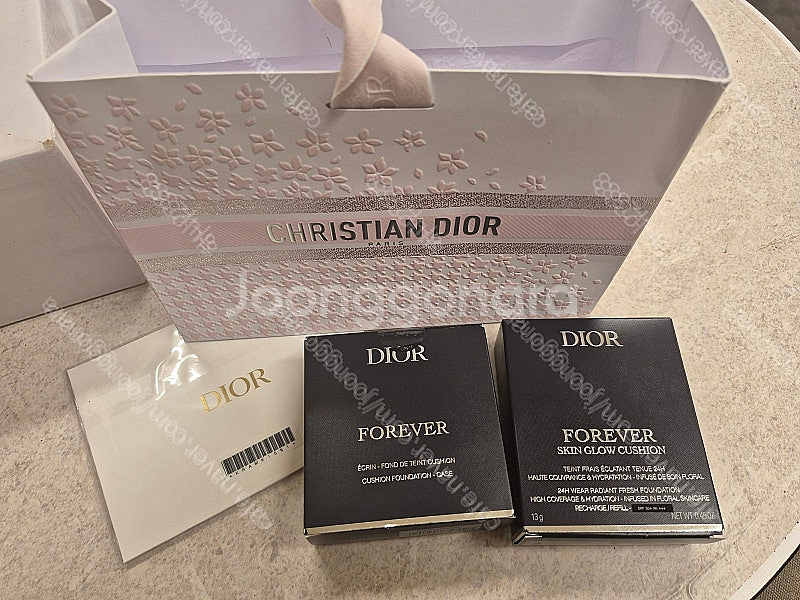 CHRISTIAN DIOR
PARIS
Joonggonara
DIOR
DIOR
FOREVER
ÉCRIN - FOND DE TEINT CUSHION
CUSHION FOUNDATION - CASE
DIOR
FOREVER
SKIN GLOW CUSHION
TEINT FRAIS ÉCLATANT TENUE 24H
HAUTE COUVRANCE & HYDRATATION - INFUSÉ DE SOIN FLORAL
24H WEAR RADIANT FRESH FOUNDATION
HIGH COVERAGE & HYDRATION - INFUSED IN FLORAL SKINCARE
RECHARGE / REFILL -
13 g
NET WT. 0.45 OZ